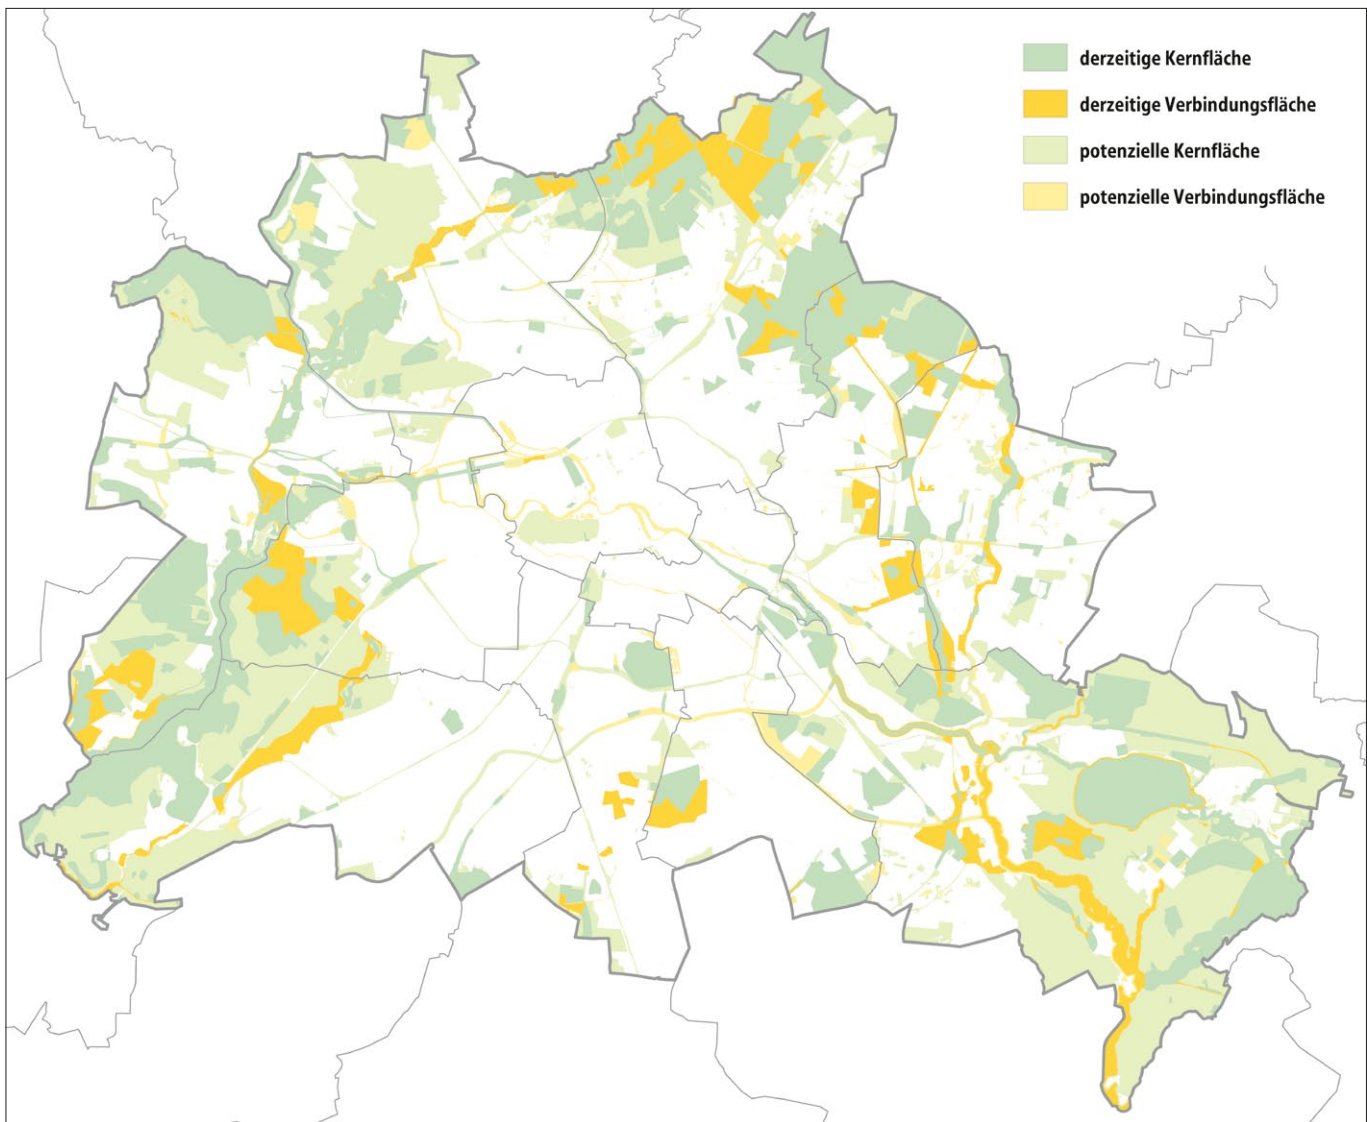 derzeitige Kernfläche
derzeitige Verbindungsfläche
potenzielle Kernfläche
potenzielle Verbindungsfläche